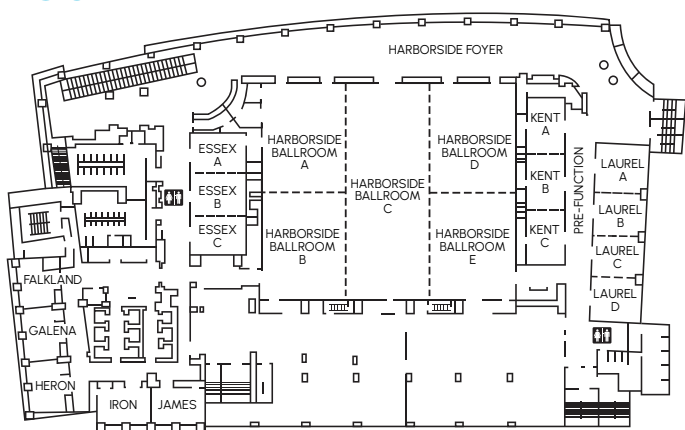 HARBORSIDE FOYER
ESSEX
A
ESSEX
B
ESSEX
C
HARBORSIDE
BALLROOM
A
HARBORSIDE
BALLROOM
B
HARBORSIDE
BALLROOM
C
HARBORSIDE
BALLROOM
D
HARBORSIDE
BALLROOM
E
KENT
A
KENT
B
KENT
C
PRE-FUNCTION
LAUREL
A
LAUREL
B
LAUREL
C
LAUREL
D
FALKLAND
GALENA
HERON
IRON
JAMES